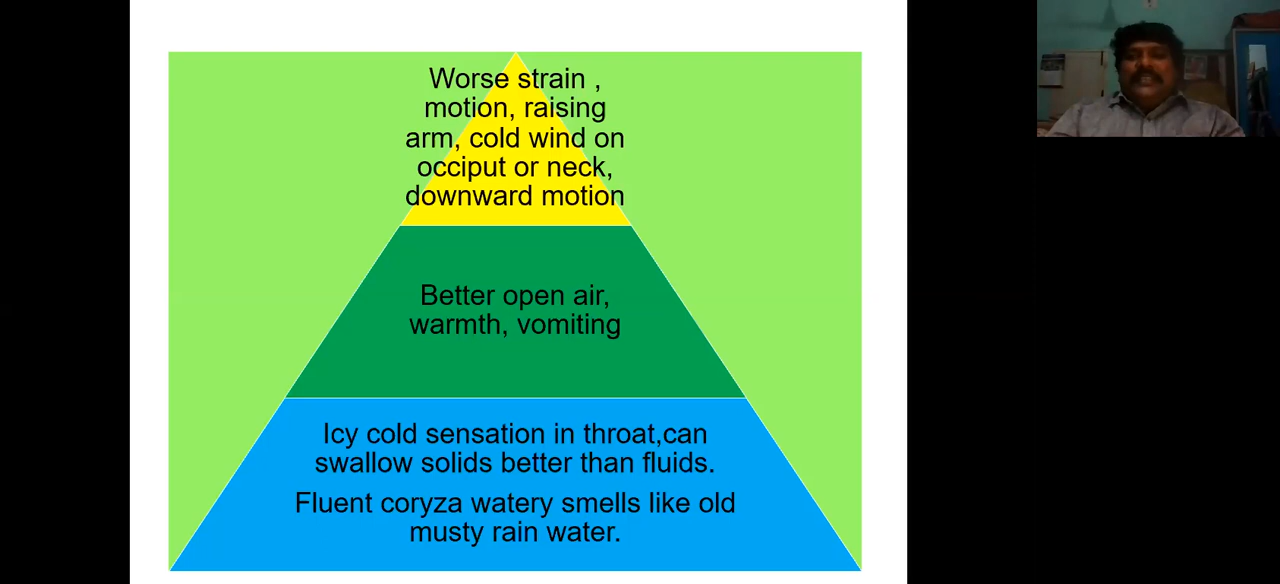 Worse strain ,
motion, raising
arm, cold wind on
occiput or neck,
downward motion
Better open air,
warmth, vomiting
Icy cold sensation in throat,can
swallow solids better than fluids.
Fluent coryza watery smells like old
musty rain water.